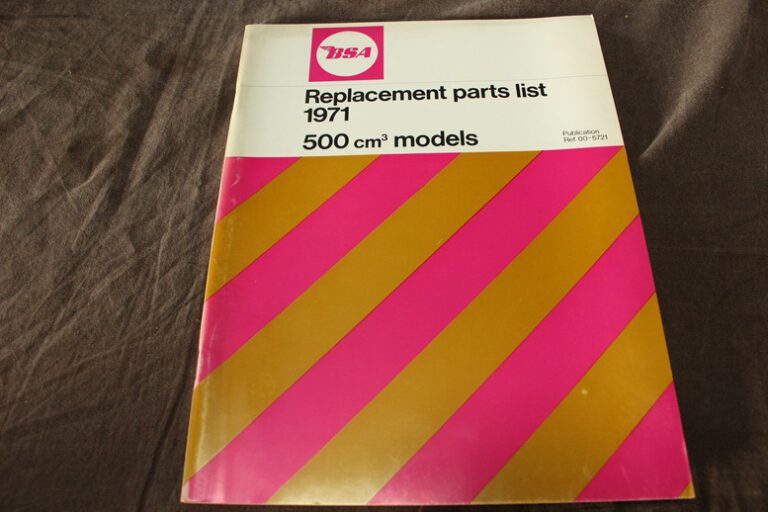 BSA
Replacement parts list
1971
500 cm³ models
Publication
Ref 00-5721